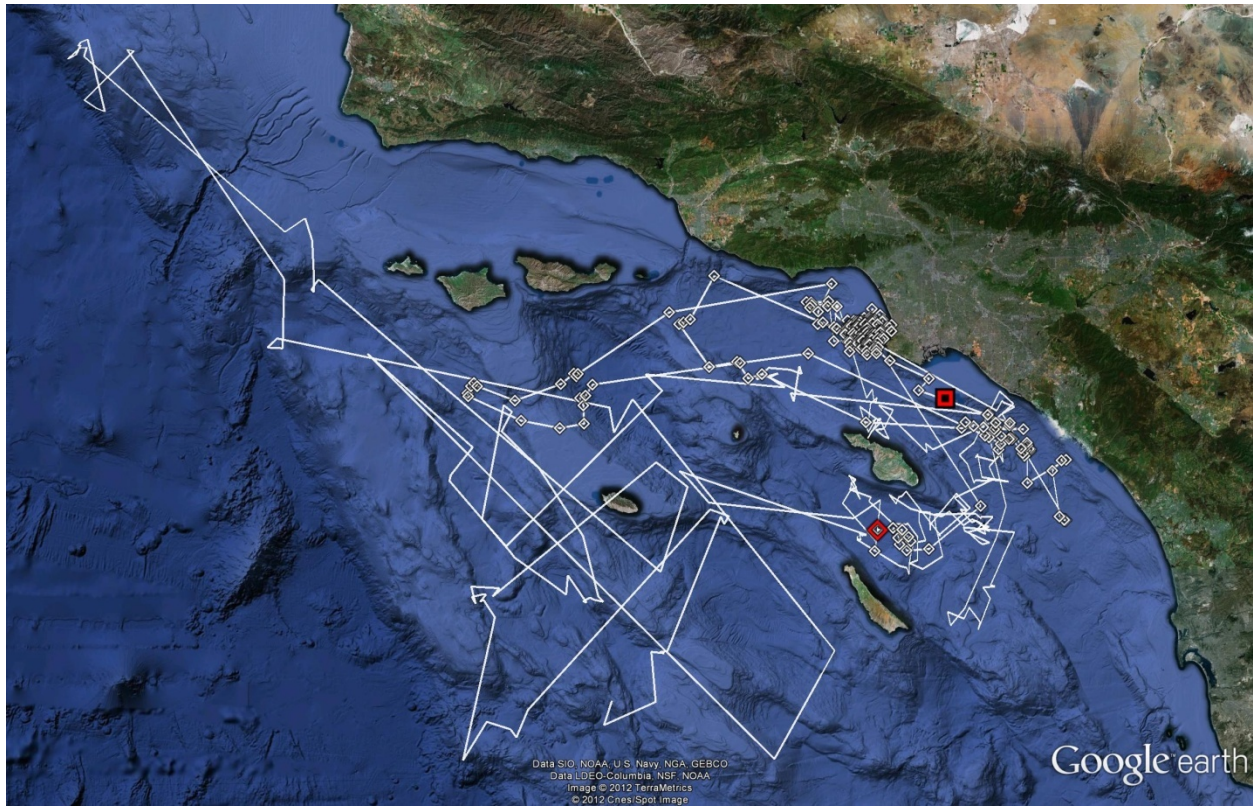 Data SIO, NOAA, U.S. Navy, NGA, GEBCO
Data LDEO-Columbia, NSF, NOAA
Image © 2012 TerraMetrics
© 2012 Cnes/Spot Image
Google earth